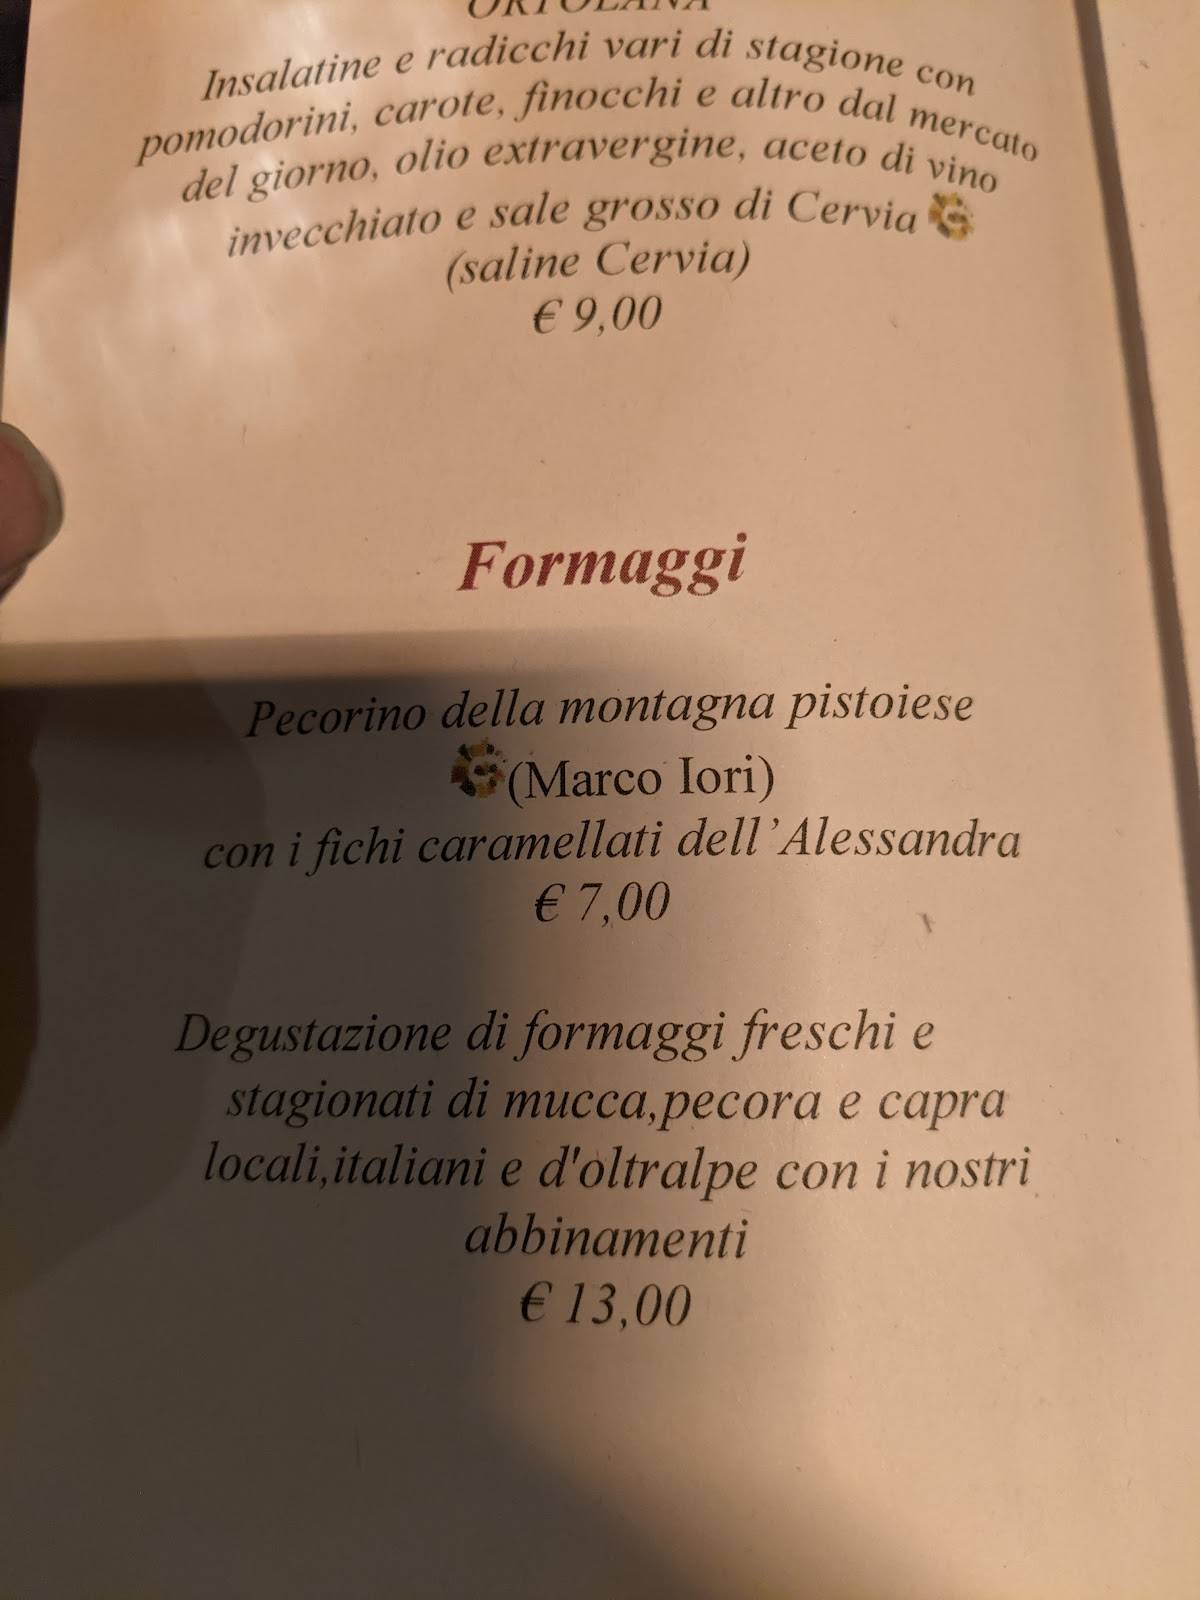 ORTOLANA
Insalatine e radicchi vari di stagione con
pomodorini, carote, finocchi e altro dal mercato
del giorno, olio extravergine, aceto di vino
invecchiato e sale grosso di Cervia
(saline Cervia)
€ 9,00
Formaggi
Pecorino della montagna pistoiese
(Marco Iori)
con i fichi caramellati dell’Alessandra
€ 7,00
Degustazione di formaggi freschi e
stagionati di mucca,pecora e capra
locali,italiani e d'oltralpe con i nostri
abbinamenti
€ 13,00